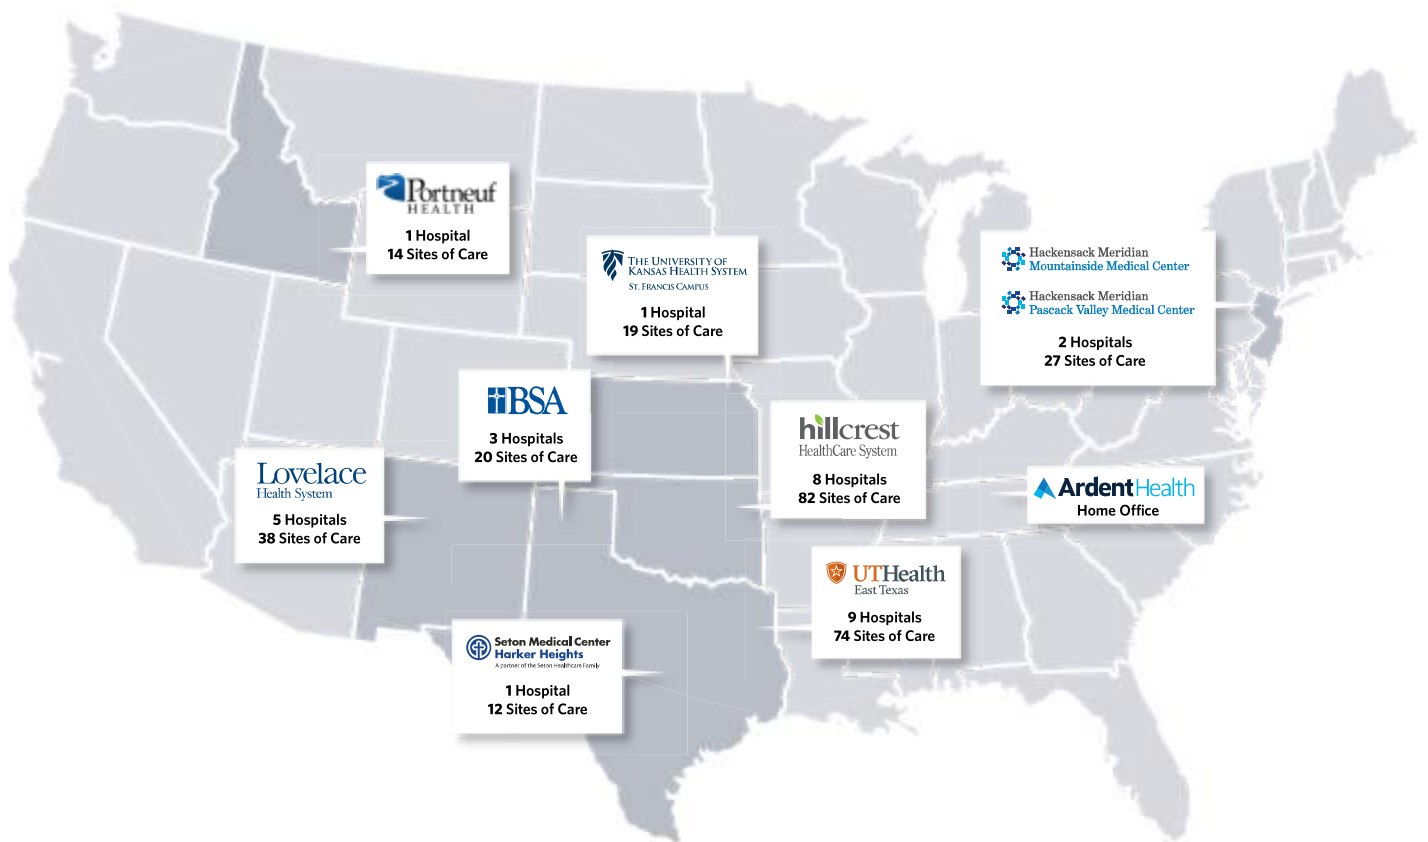 Portneuf
HEALTH
1 Hospital
14 Sites of Care
THE UNIVERSITY OF
KANSAS HEALTH SYSTEM
ST. FRANCIS CAMPUS
1 Hospital
19 Sites of Care
Hackensack Meridian
Mountainside Medical Center
Hackensack Meridian
Pascack Valley Medical Center
2 Hospitals
27 Sites of Care
BSA
3 Hospitals
20 Sites of Care
hillcrest
HealthCare System
8 Hospitals
82 Sites of Care
Lovelace
Health System
5 Hospitals
38 Sites of Care
Ardent Health
Home Office
UTHealth
East Texas
9 Hospitals
74 Sites of Care
Seton Medical Center
Harker Heights
A partner of the Seton Healthcare Family
1 Hospital
12 Sites of Care